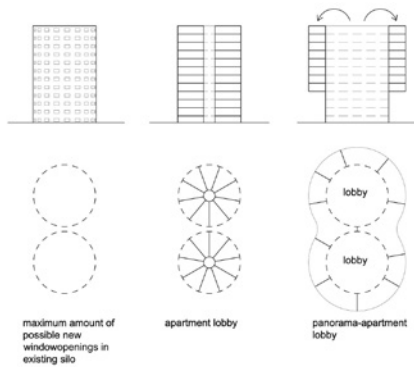 lobby
lobby
maximum amount of
possible new
windowopenings in
existing silo
apartment lobby
panorama-apartment
lobby